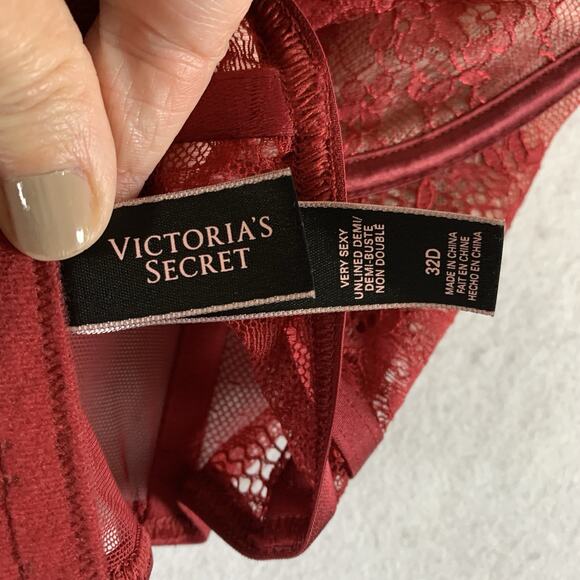 VICTORIA'S
SECRET
VERY SEXY
UNLINED DEMI/
DEMI-BUSTE
NON DOUBLÉ
32D
MADE IN CHINA
FAIT EN CHINE
HECHO EN CHINA